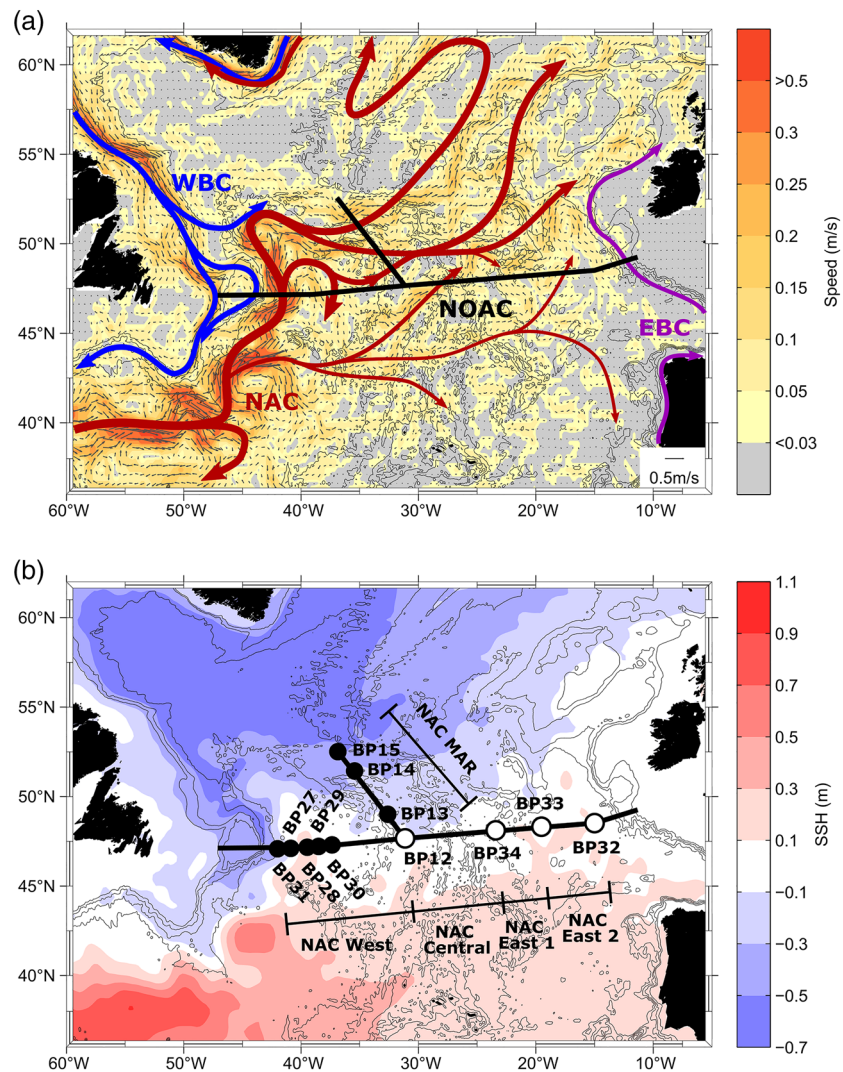 (a)
60°N
55°N
50°N
45°N
40°N
60°W
50°W
40°W
30°W
20°W
10°W
WBC
NOAC
EBC
NAC
0.5m/s
>0.5
0.3
0.25
0.2
0.15
0.1
0.05
<0.03
Speed (m/s)
(b)
60°N
55°N
50°N
45°N
40°N
60°W
50°W
40°W
30°W
20°W
10°W
NAC MAR
BP15
BP14
BP13
BP27
BP29
BP33
BP12
BP34
BP32
BP31
BP28
BP30
NAC West
NAC
Central
NAC
East 1
NAC
East 2
1.1
0.9
0.7
0.5
0.3
0.1
−0.1
−0.3
−0.5
−0.7
SSH (m)